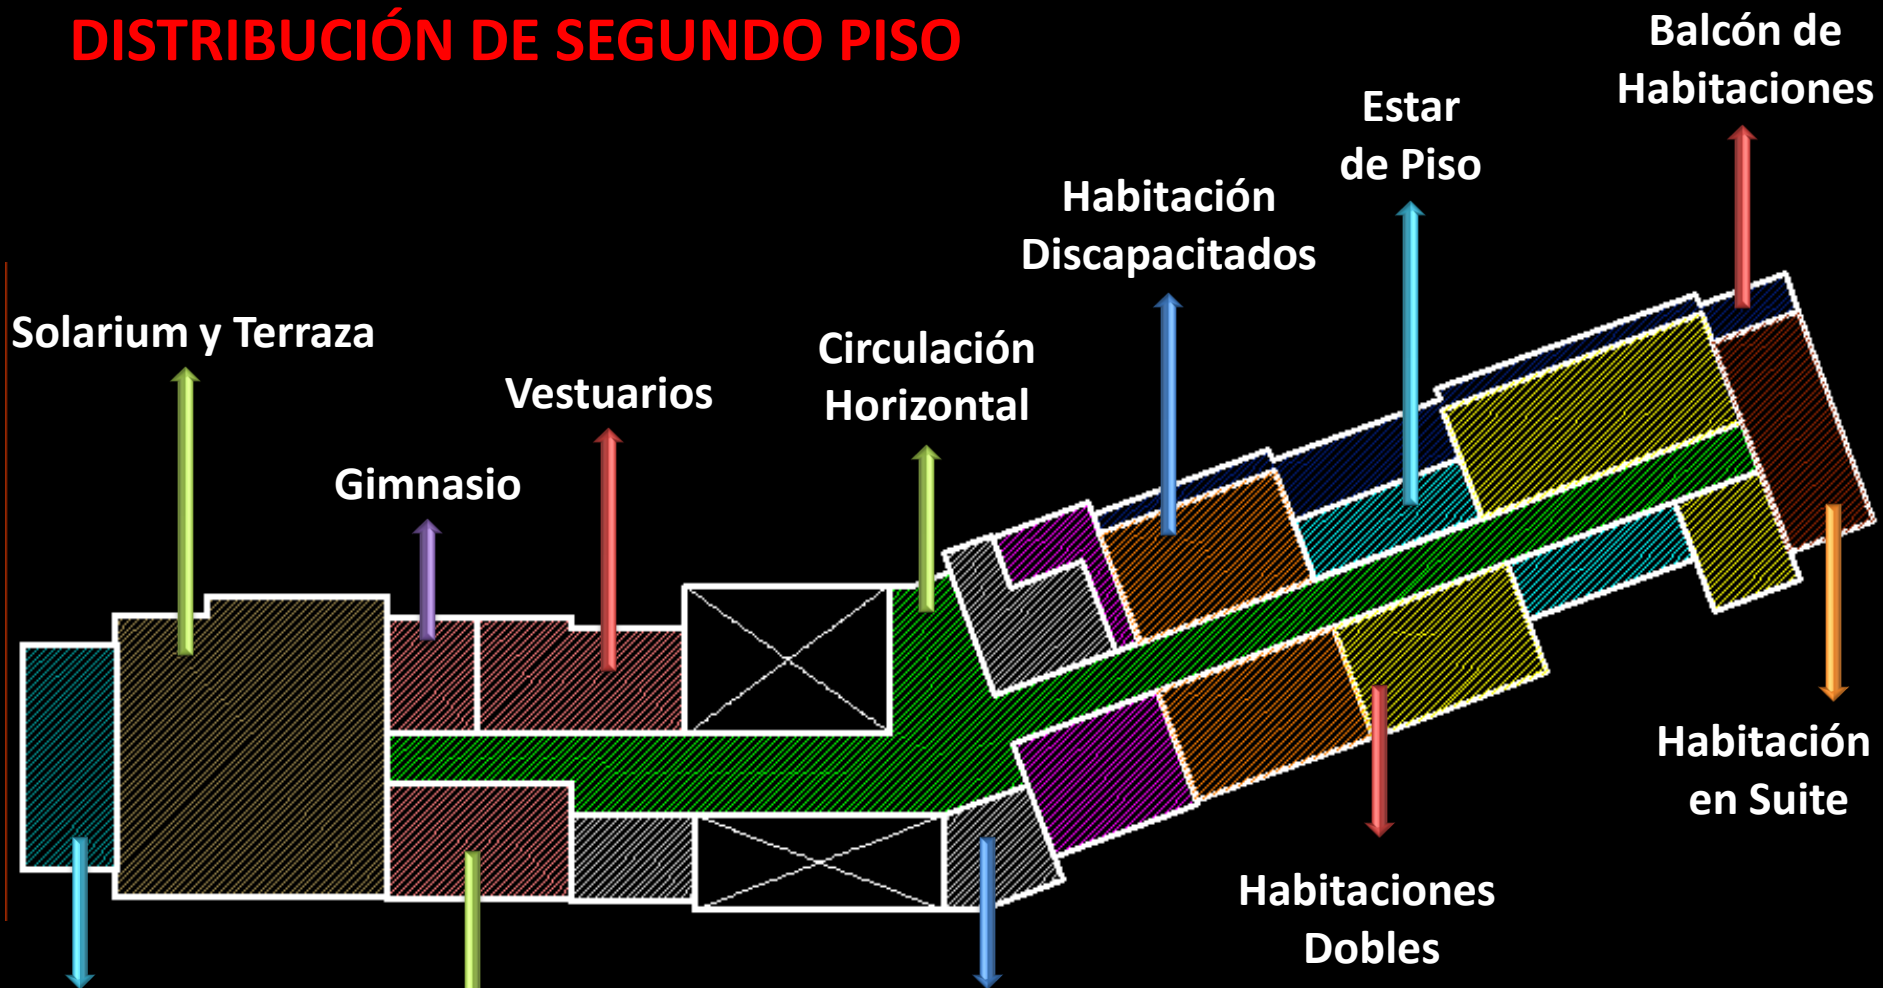 DISTRIBUCIÓN DE SEGUNDO PISO
Balcón de
Habitaciones
Estar
de Piso
Habitación
Discapacitados
Solarium y Terraza
Circulación
Horizontal
Vestuarios
Gimnasio
Habitación
en Suite
Habitaciones
Dobles